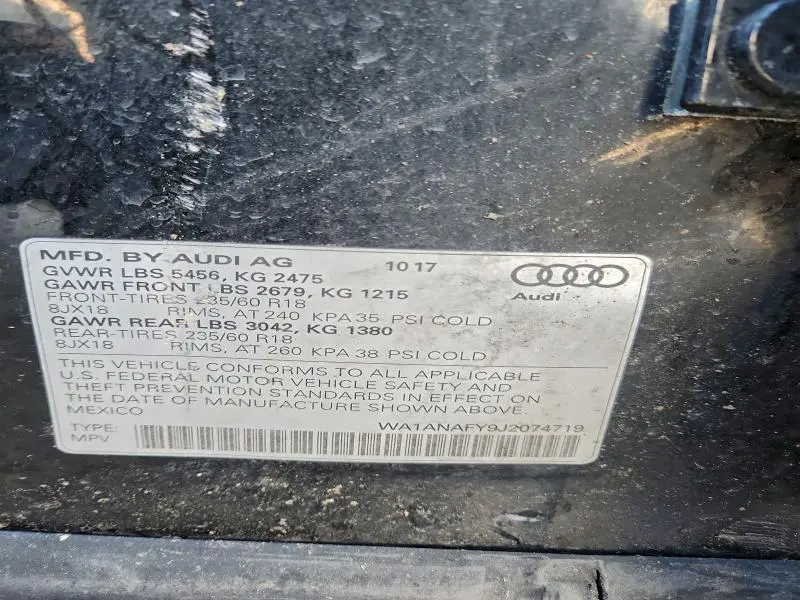 MFD. BY AUDI AG 10 17
GVWR LBS 5456, KG 2475
GAWR FRONT LBS 2679, KG 1215
FRONT-TIRES 235/60 R18
8JX18 RIMS, AT 240 KPA 35 PSI COLD
GAWR REAR LBS 3042, KG 1380
REAR-TIRES 235/60 R18
8JX18 RIMS, AT 260 KPA 38 PSI COLD
Audi
THIS VEHICLE CONFORMS TO ALL APPLICABLE
U.S. FEDERAL MOTOR VEHICLE SAFETY AND
THEFT PREVENTION STANDARDS IN EFFECT ON
THE DATE OF MANUFACTURE SHOWN ABOVE.
MEXICO
TYPE: WA1ANAFY9J2074719
MPV